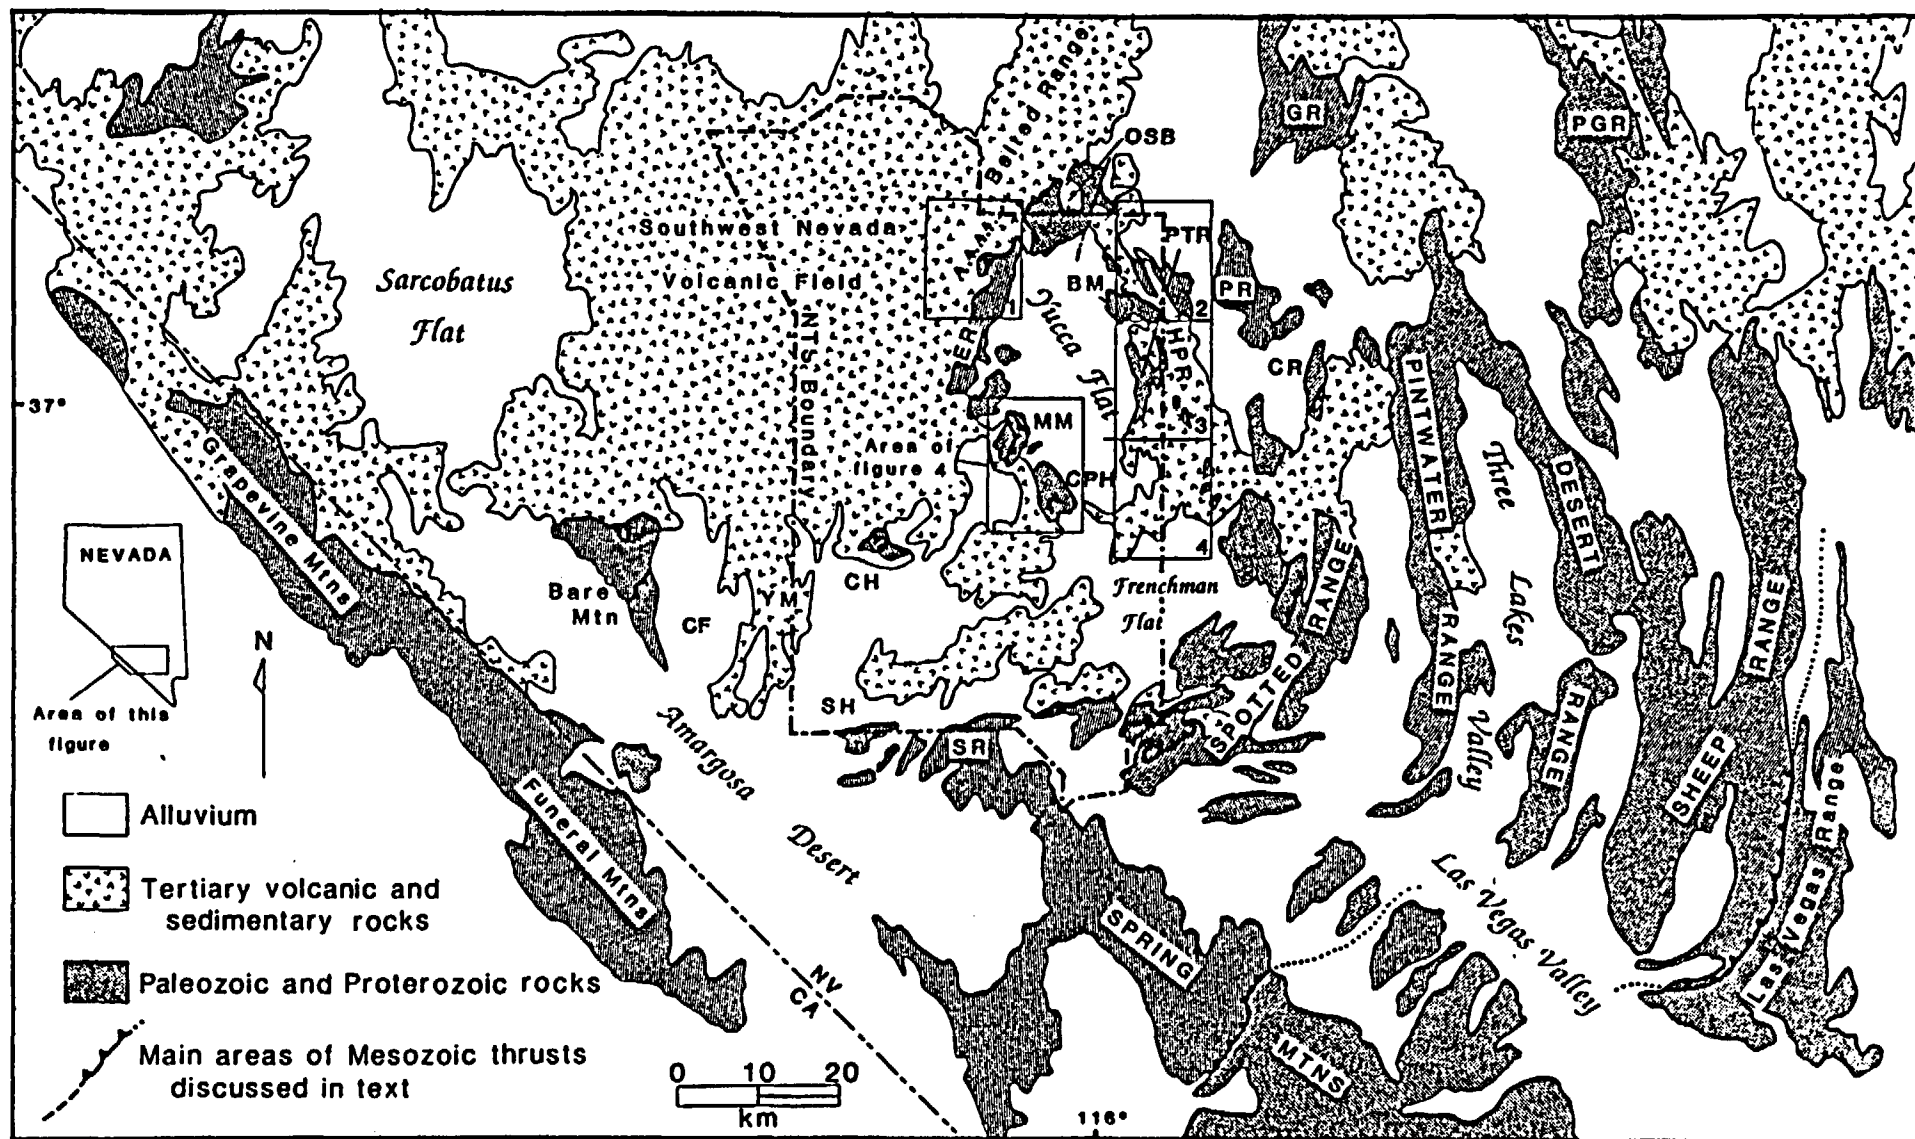 Belted Range
OSB
GR
PGR
Southwest Nevada
Volcanic Field
PTR
Sarcobatus
Flat
BM
PR
1
2
Yucca
Flat
NTS Boundary
ER
HPR
CR
37°
PINTWATER
RANGE
MM
3
Area of
figure 4
CPH
Three
Lakes
Valley
DESERT
RANGE
Grapevine Mtns
NEVADA
4
CH
Frenchman
Flat
Bare
Mtn
YM
CF
SPOTTED RANGE
SHEEP RANGE
N
Area of this
figure
SH
Amargosa
Desert
SR
Funeral Mtns
Las Vegas Range
Las Vegas Valley
Alluvium
Tertiary volcanic and
sedimentary rocks
SPRING
MTNS
Paleozoic and Proterozoic rocks
NV
CA
Main areas of Mesozoic thrusts
discussed in text
0 10 20
km
116°